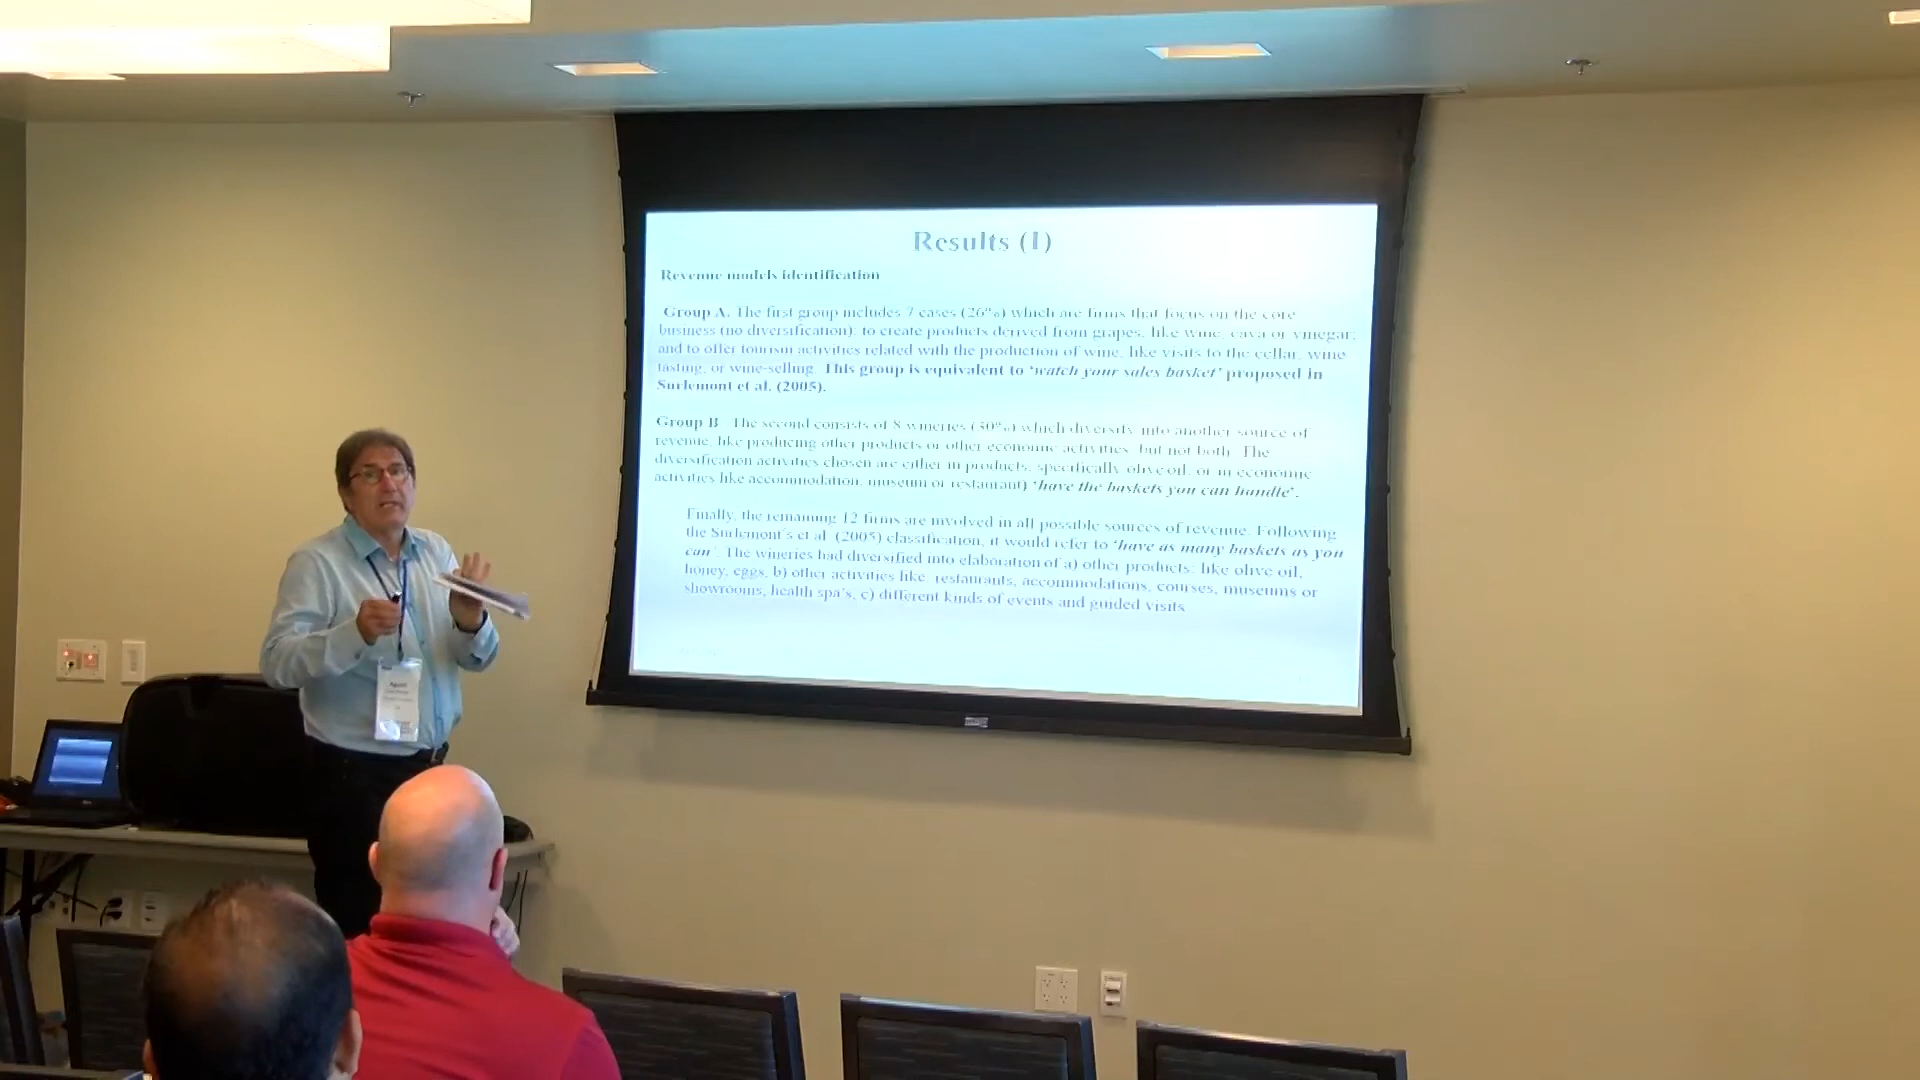 Results (I)
Revenue models identification
Group A. The first group includes 7 cases (26%) which are firms that focus on the core
business (no diversification): to create products derived from grapes, like wine, cava or vinegar;
and to offer tourism activities related with the production of wine, like visits to the cellar, wine
tasting, or wine-selling. This group is equivalent to ‘watch your sales basket’ proposed in
Surlemont et al. (2005).
Group B. The second consists of 8 wineries (30%) which diversify into another source of
revenue, like producing other products or other economic activities, but not both. The
diversification activities chosen are either in products, specifically olive oil, or in economic
activities like accommodation, museum or restaurant) ‘have the baskets you can handle’.
Finally, the remaining 12 firms are involved in all possible sources of revenue. Following
the Surlemont's et al. (2005) classification, it would refer to ‘have as many baskets as you
can’. The wineries had diversified into elaboration of a) other products: like olive oil,
honey, eggs, b) other activities like: restaurants, accommodations, courses, museums or
showrooms, health spa's, c) different kinds of events and guided visits